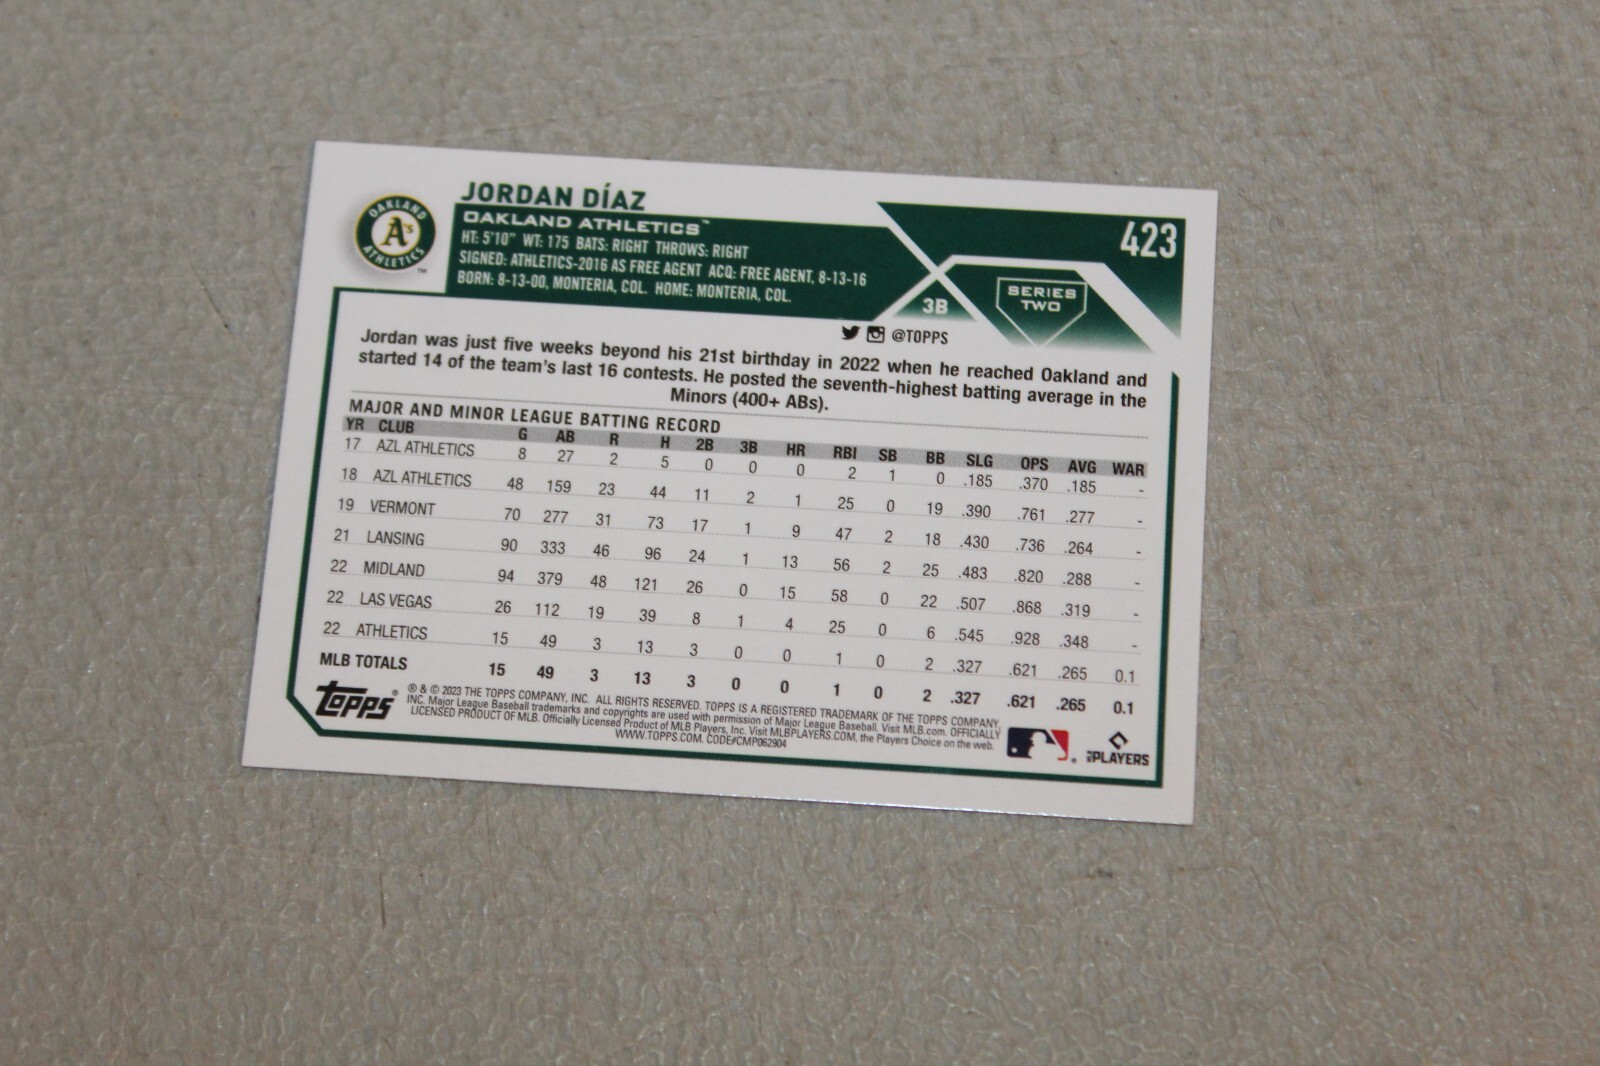 OAKLAND
A's
ATHLETICS
™
JORDAN DÍAZ
OAKLAND ATHLETICS™
HT: 5'10" WT: 175 BATS: RIGHT THROWS: RIGHT
SIGNED: ATHLETICS-2016 AS FREE AGENT ACQ: FREE AGENT, 8-13-16
BORN: 8-13-00, MONTERIA, COL. HOME: MONTERIA, COL.
423
3B
SERIES
TWO
@TOPPS
Jordan was just five weeks beyond his 21st birthday in 2022 when he reached Oakland and
started 14 of the team's last 16 contests. He posted the seventh-highest batting average in the
Minors (400+ ABs).
MAJOR AND MINOR LEAGUE BATTING RECORD
YR CLUB G AB R H 2B 3B HR RBI SB BB SLG OPS AVG WAR
17 AZL ATHLETICS 8 27 2 5 0 0 0 2 1 0 .185 .370 .185 -
18 AZL ATHLETICS 48 159 23 44 11 2 1 25 0 19 .390 .761 .277 -
19 VERMONT 70 277 31 73 17 1 9 47 2 18 .430 .736 .264 -
21 LANSING 90 333 46 96 24 1 13 56 2 25 .483 .820 .288 -
22 MIDLAND 94 379 48 121 26 0 15 58 0 22 .507 .868 .319 -
22 LAS VEGAS 26 112 19 39 8 1 4 25 0 6 .545 .928 .348 -
22 ATHLETICS 15 49 3 13 3 0 0 1 0 2 .327 .621 .265 0.1
MLB TOTALS 15 49 3 13 3 0 0 1 0 2 .327 .621 .265 0.1
topps®
® & © 2023 THE TOPPS COMPANY, INC. ALL RIGHTS RESERVED. TOPPS IS A REGISTERED TRADEMARK OF THE TOPPS COMPANY,
INC. Major League Baseball trademarks and copyrights are used with permission of Major League Baseball. Visit MLB.com. OFFICIALLY
LICENSED PRODUCT OF MLB. Officially Licensed Product of MLB Players, Inc. Visit MLBPLAYERS.COM, the Players Choice on the web.
WWW.TOPPS.COM. CODE#CMP062904
MLB PLAYERS